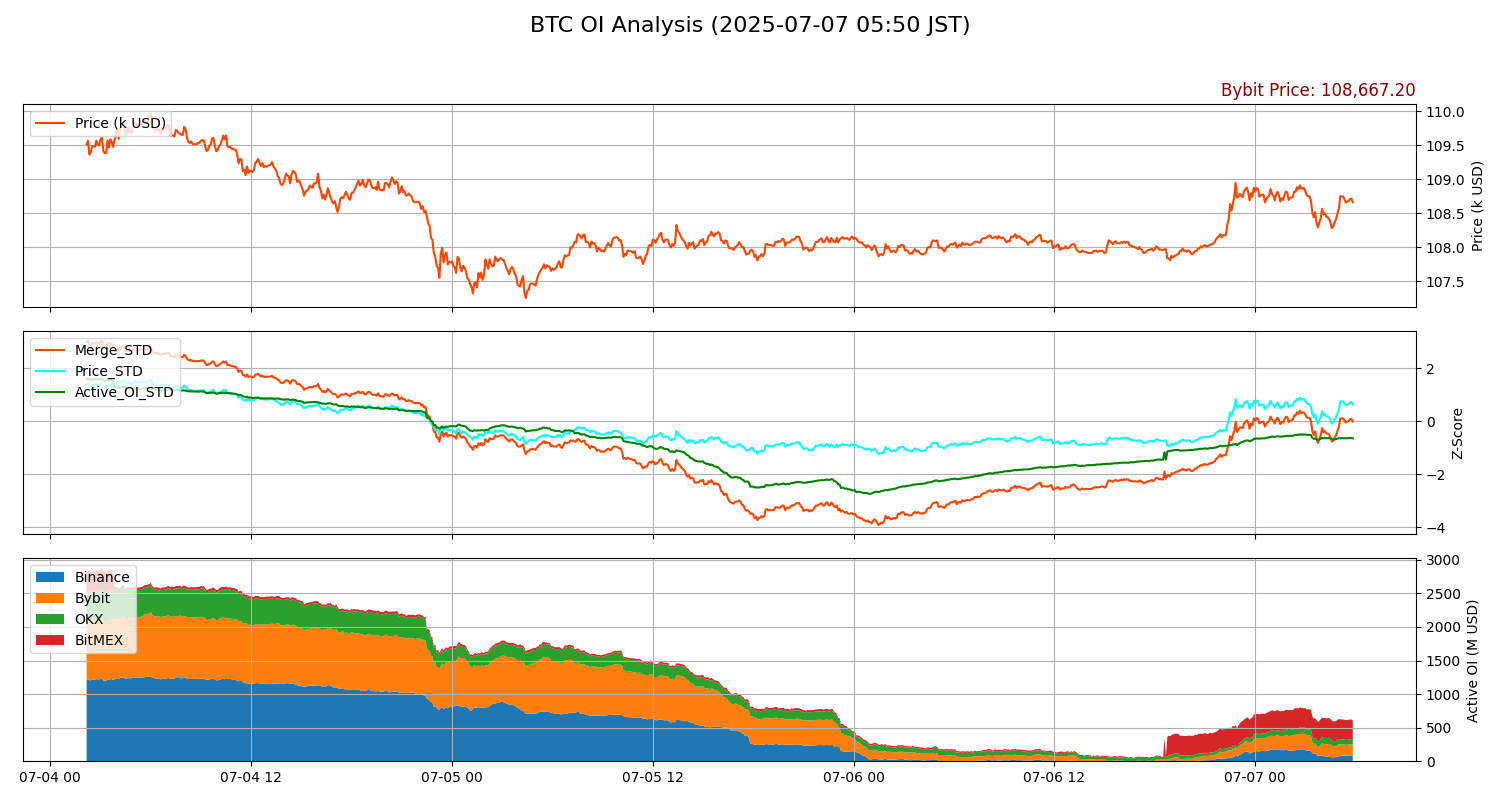 BTC OI Analysis (2025-07-07 05:50 JST)
Bybit Price: 108,667.20
Price (k USD)
110.0
109.5
109.0
108.5
108.0
107.5
Price (k USD)
Merge_STD
Price_STD
Active_OI_STD
2
0
−2
−4
Z-Score
Binance
Bybit
OKX
BitMEX
3000
2500
2000
1500
1000
500
0
Active OI (M USD)
07-04 00
07-04 12
07-05 00
07-05 12
07-06 00
07-06 12
07-07 00